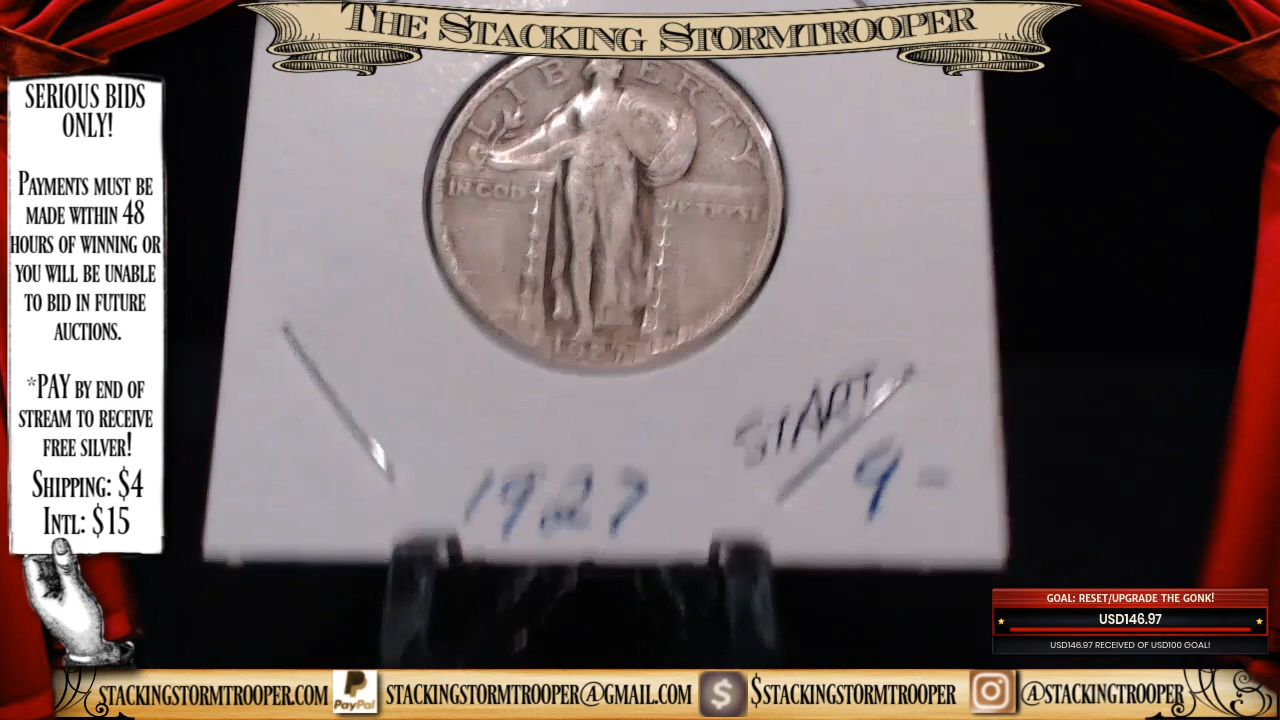 THE STACKING STORMTROOPER
SERIOUS BIDS
ONLY!
PAYMENTS MUST BE
MADE WITHIN 48
HOURS OF WINNING OR
YOU WILL BE UNABLE
TO BID IN FUTURE
AUCTIONS.
*PAY BY END OF
STREAM TO RECEIVE
FREE SILVER!
SHIPPING: $4
INTL: $15
LIBERTY
IN GOD WE TRUST
1927
START
9-
1927
GOAL: RESET/UPGRADE THE GONK!
USD146.97
USD146.97 RECEIVED OF USD100 GOAL!
STACKINGSTORMTROOPER.COM
PayPal
STACKINGSTORMTROOPER@GMAIL.COM
$
$STACKINGSTORMTROOPER
@STACKINGTROOPER